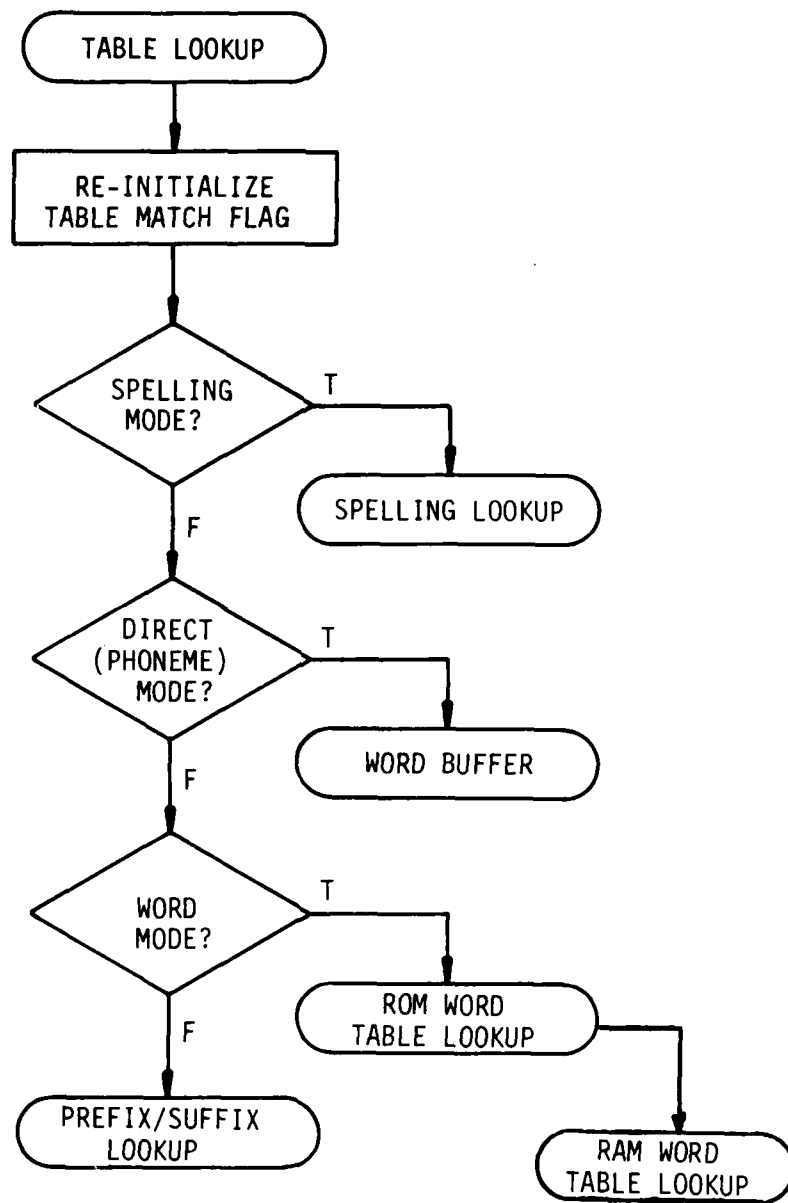 TABLE LOOKUP
RE-INITIALIZE
TABLE MATCH FLAG
SPELLING
MODE?
T
SPELLING LOOKUP
F
DIRECT
(PHONEME)
MODE?
T
WORD BUFFER
F
WORD
MODE?
T
ROM WORD
TABLE LOOKUP
F
PREFIX/SUFFIX
LOOKUP
RAM WORD
TABLE LOOKUP